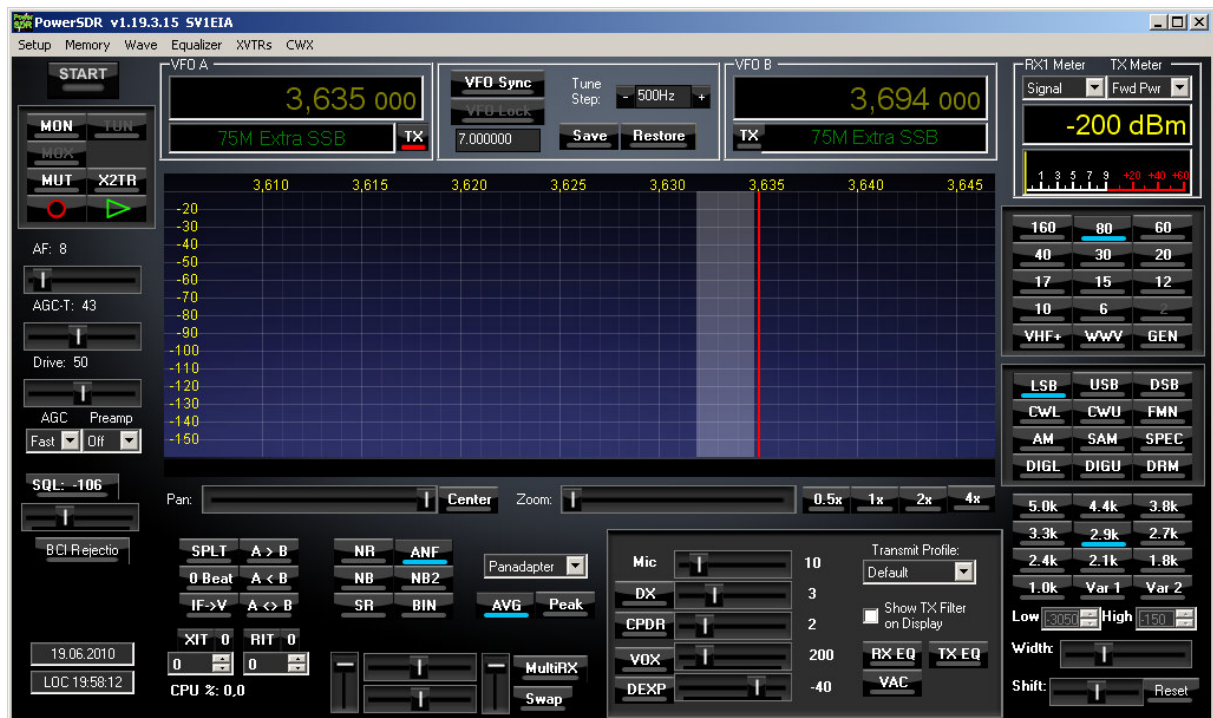 PowerSDR v1.19.3.15 SV1EIA
Setup Memory Wave Equalizer XVTRs CWX
START
MON TUN
MOX
MUT X2TR
AF: 8
AGC-T: 43
Drive: 50
AGC Preamp
Fast Off
SQL: -106
BCI Rejectio
19.06.2010
LOC 19:58:12
VFO A
3,635 000
75M Extra SSB TX
VFO Sync
VFO Lock
7.000000
Tune
Step: - 500Hz +
Save Restore
VFO B
3,694 000
TX 75M Extra SSB
RX1 Meter TX Meter
Signal Fwd Pwr
-200 dBm
1 3 5 7 9 +20 +40 +60
3,610 3,615 3,620 3,625 3,630 3,635 3,640 3,645
-20
-30
-40
-50
-60
-70
-80
-90
-100
-110
-120
-130
-140
-150
Pan: Center Zoom: 0.5x 1x 2x 4x
160 80 60
40 30 20
17 15 12
10 6 2
VHF+ WWV GEN
LSB USB DSB
CWL CWU FMN
AM SAM SPEC
DIGL DIGU DRM
5.0k 4.4k 3.8k
3.3k 2.9k 2.7k
2.4k 2.1k 1.8k
1.0k Var 1 Var 2
Low -3050 High -150
Width:
Shift: Reset
SPLT A > B
0 Beat A < B
IF->V A <> B
XIT 0 RIT 0
0 0
CPU %: 0,0
NR ANF
NB NB2
SR BIN
Panadapter
AVG Peak
MultiRX
Swap
Mic 10
DX 3
CPDR 2
VOX 200
DEXP -40
Transmit Profile:
Default
Show TX Filter
on Display
RX EQ TX EQ
VAC